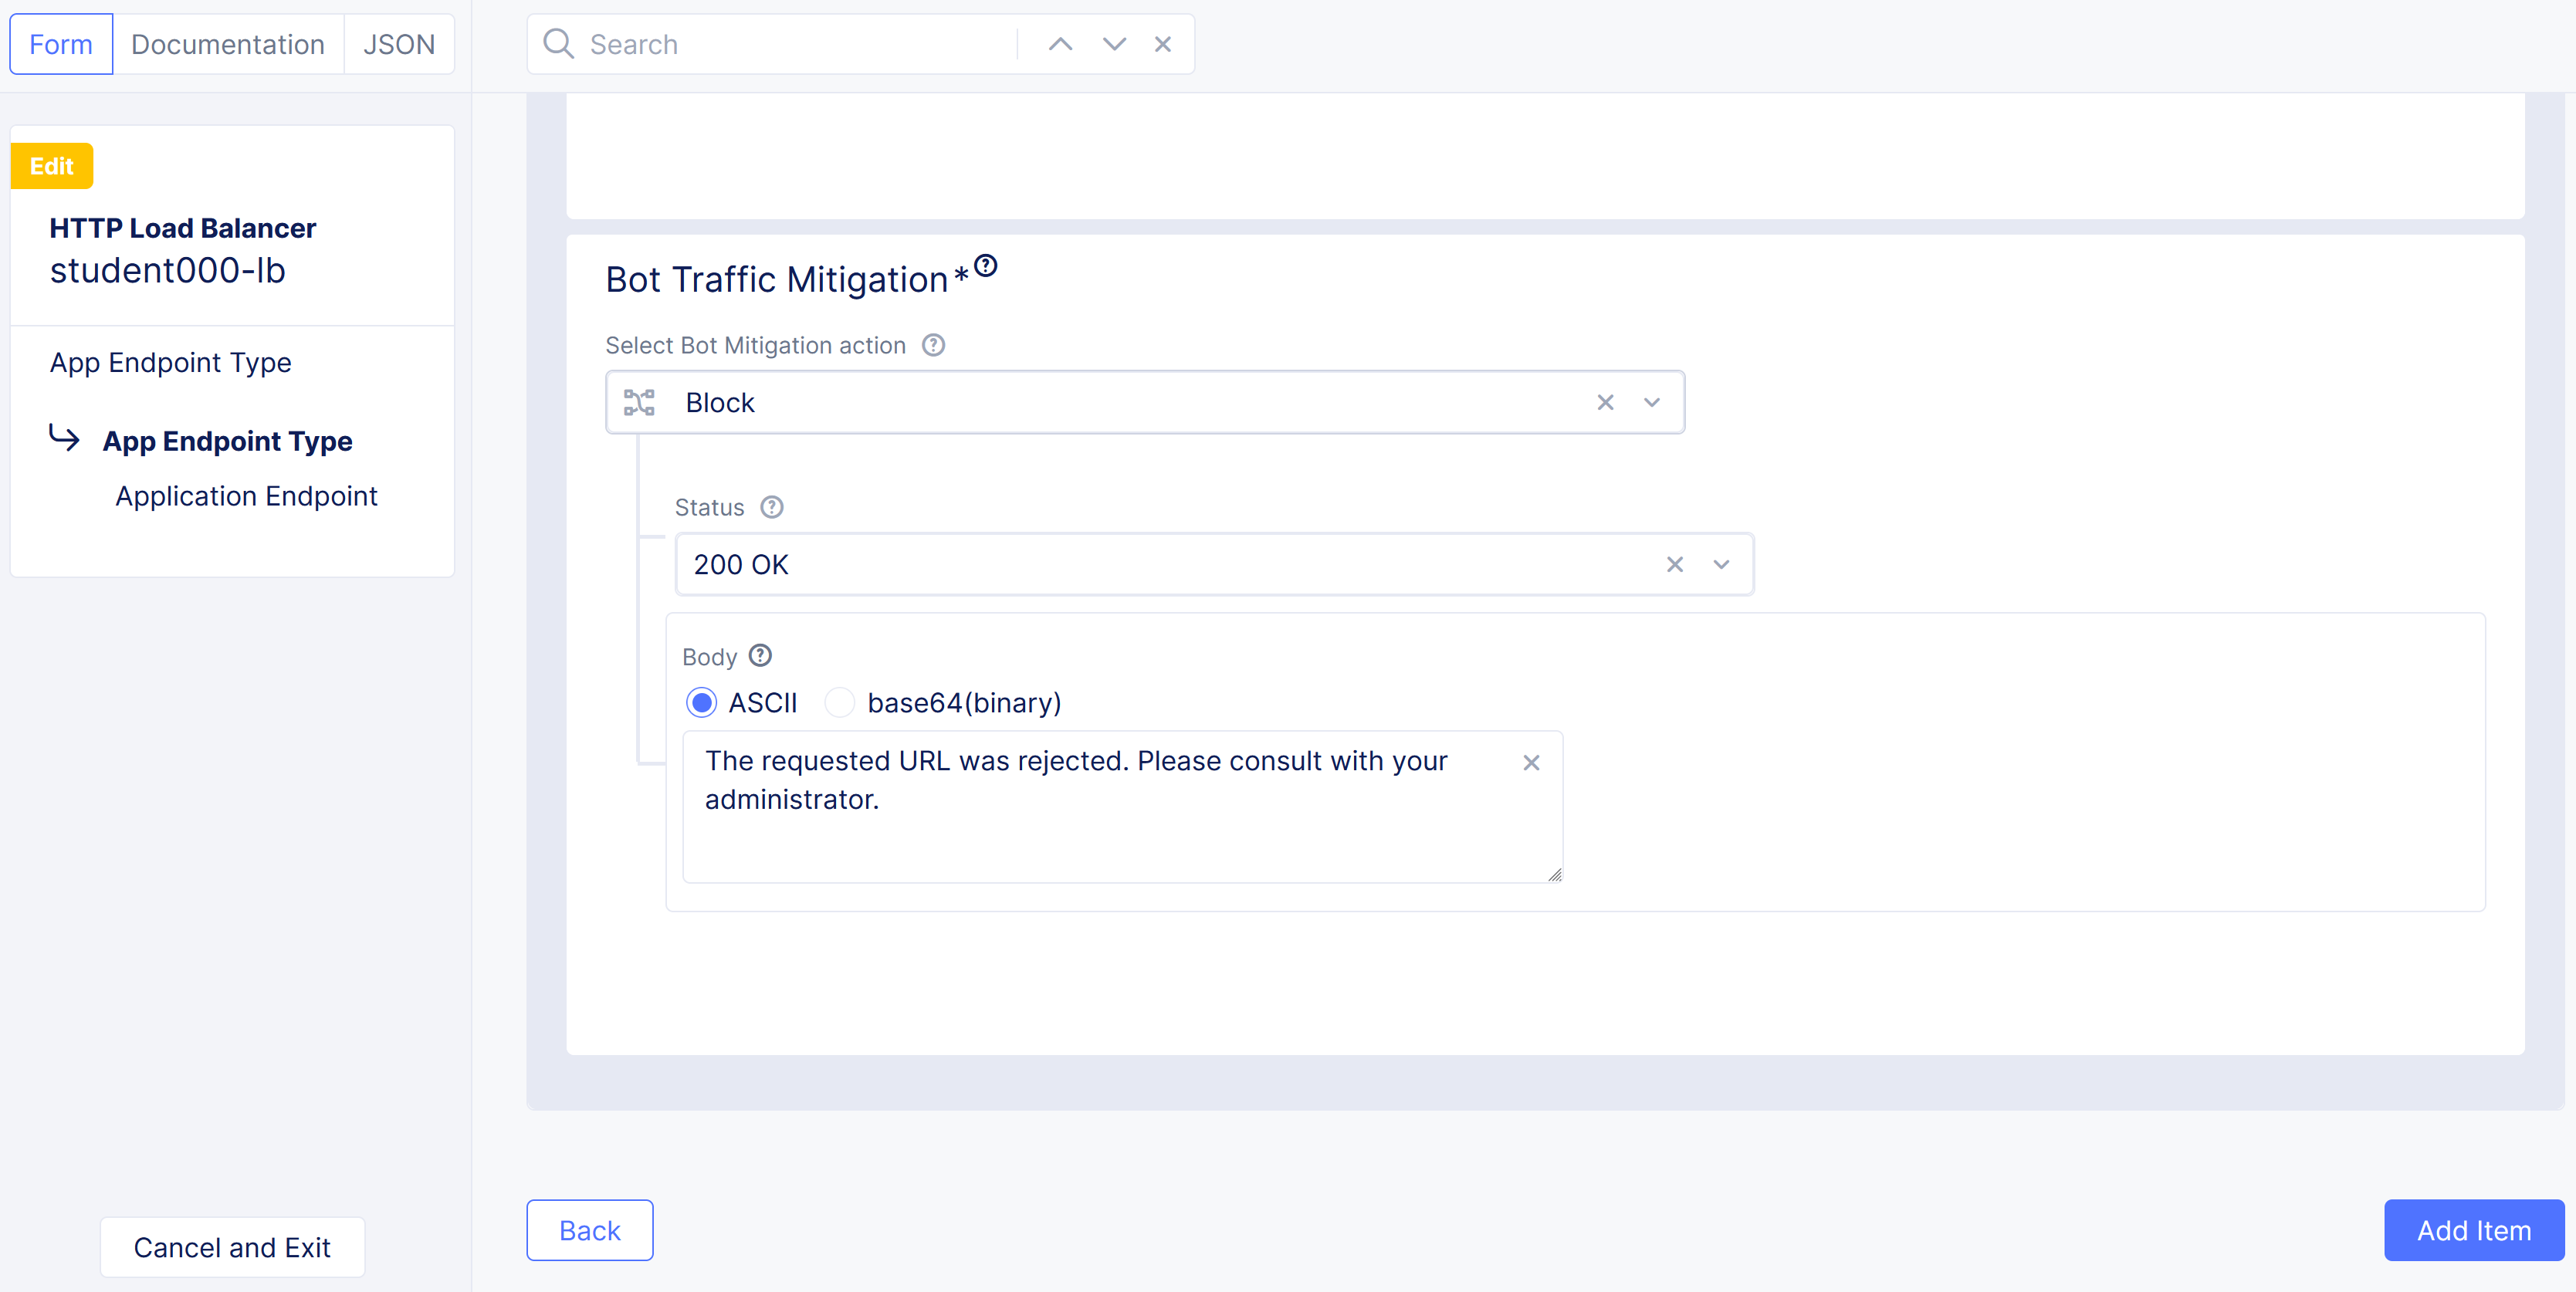 Form
Documentation
JSON
Search
Edit
HTTP Load Balancer
student000-lb
App Endpoint Type
App Endpoint Type
Application Endpoint
Cancel and Exit
Bot Traffic Mitigation*
Select Bot Mitigation action
Block
Status
200 OK
Body
ASCII
base64(binary)
The requested URL was rejected. Please consult with your
administrator.
Back
Add Item